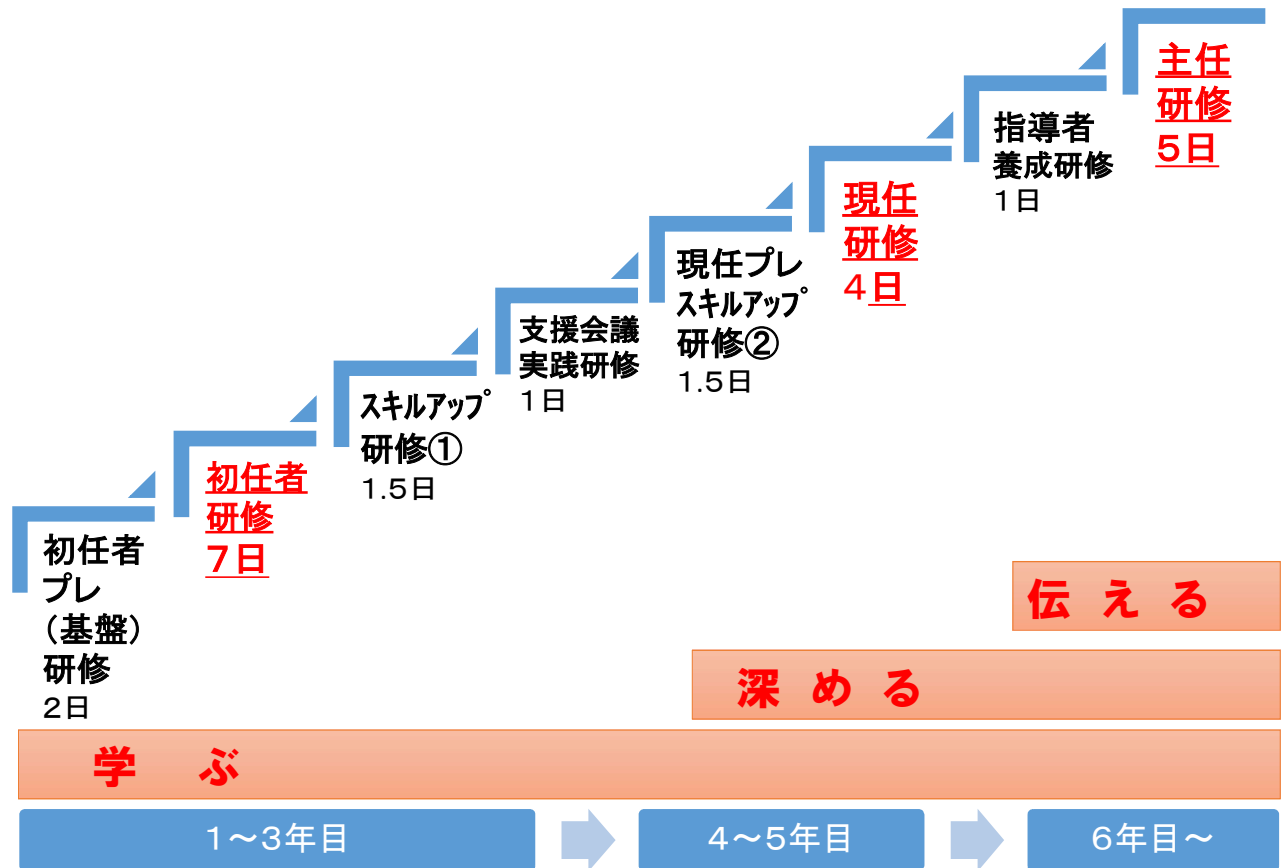 初任者
プレ
（基盤）
研修
２日
初任者
研修
７日
スキルアップ
研修①
１.５日
支援会議
実践研修
１日
現任プレ
スキルアップ
研修②
１.５日
現任
研修
４日
指導者
養成研修
１日
主任
研修
５日
伝 え る
深 め る
学 ぶ
１～３年目
４～５年目
６年目～